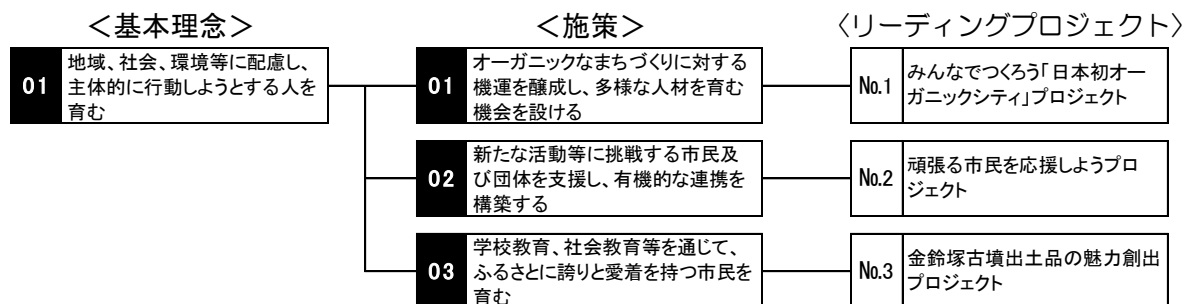 <基本理念>
<施策>
〈リーディングプロジェクト〉
01
地域、社会、環境等に配慮し、
主体的に行動しようとする人を
育む
01
オーガニックなまちづくりに対する
機運を醸成し、多様な人材を育む
機会を設ける
No.1
みんなでつくろう「日本初オー
ガニックシティ」プロジェクト
02
新たな活動等に挑戦する市民及
び団体を支援し、有機的な連携を
構築する
No.2
頑張る市民を応援しようプロ
ジェクト
03
学校教育、社会教育等を通じて、
ふるさとに誇りと愛着を持つ市民を
育む
No.3
金鈴塚古墳出土品の魅力創出
プロジェクト